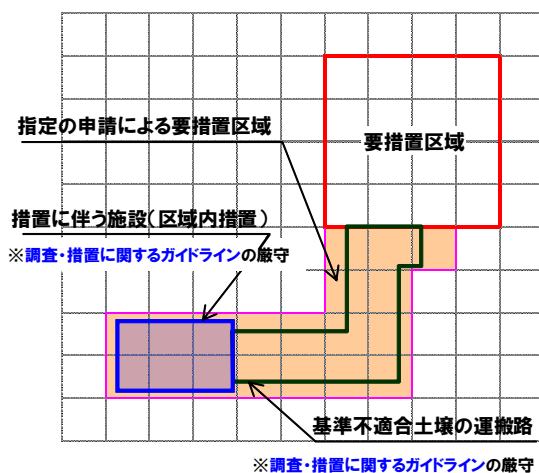 指定の申請による要措置区域
要措置区域
措置に伴う施設（区域内措置）
※調査・措置に関するガイドラインの厳守
基準不適合土壌の運搬路
※調査・措置に関するガイドラインの厳守